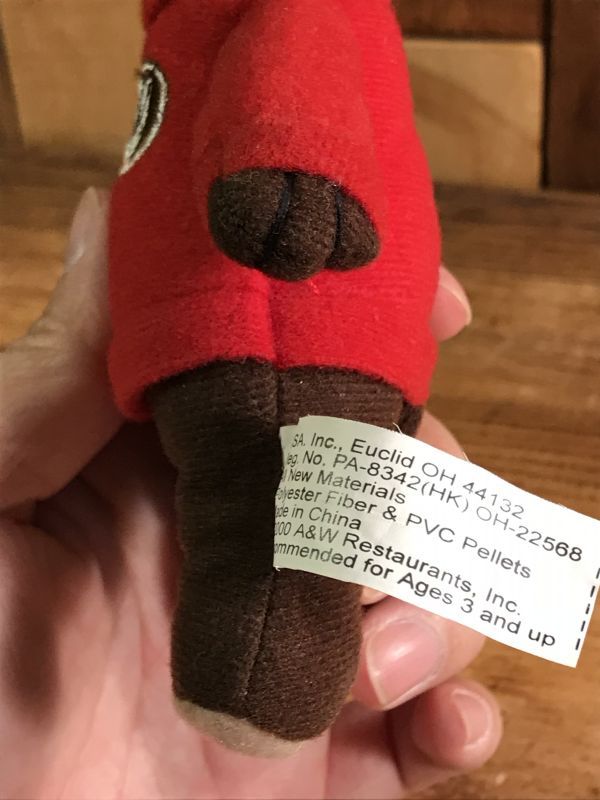 SA. Inc., Euclid OH 44132
eg. No. PA-8342(HK) OH-22568
New Materials
olyester Fiber & PVC Pellets
de in China
000 A&W Restaurants, Inc.
ommended for Ages 3 and up